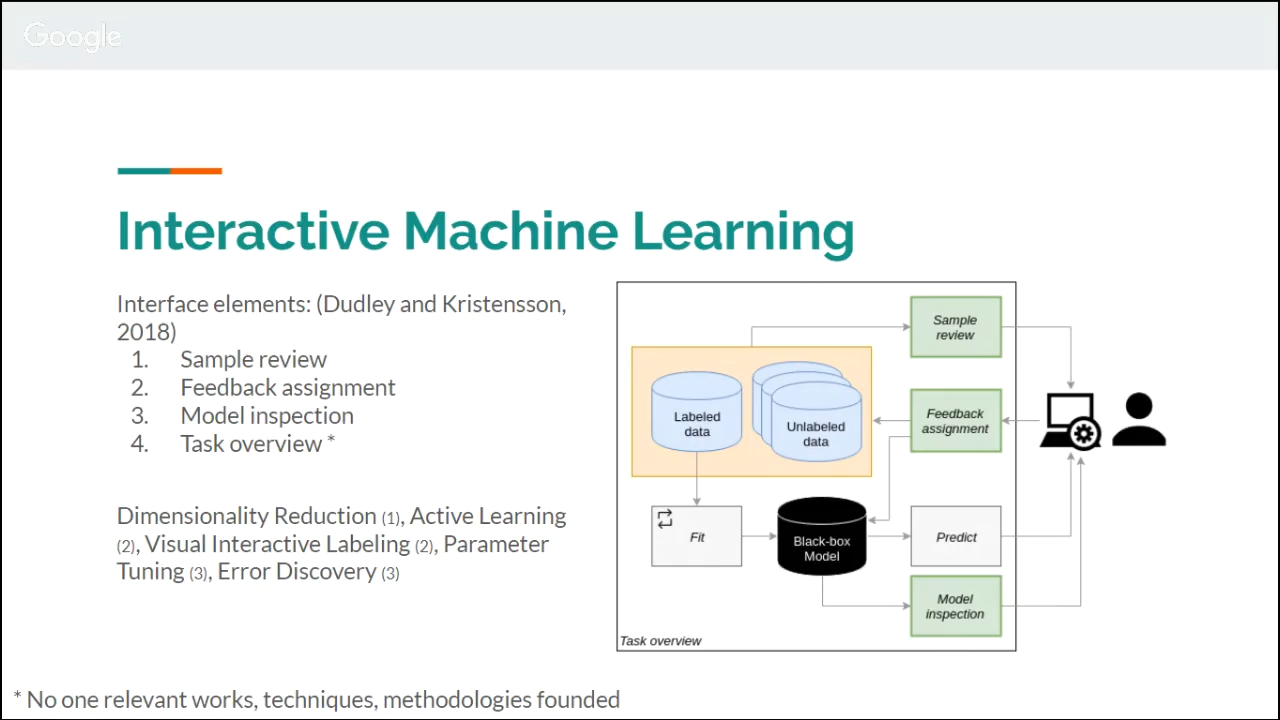 Google
Interactive Machine Learning
Interface elements: (Dudley and Kristensson,
2018)
1. Sample review
2. Feedback assignment
3. Model inspection
4. Task overview *
Dimensionality Reduction (1), Active Learning
(2), Visual Interactive Labeling (2), Parameter
Tuning (3), Error Discovery (3)
Sample
review
Labeled
data
Unlabeled
data
Feedback
assignment
Fit
Black-box
Model
Predict
Model
inspection
Task overview
* No one relevant works, techniques, methodologies founded